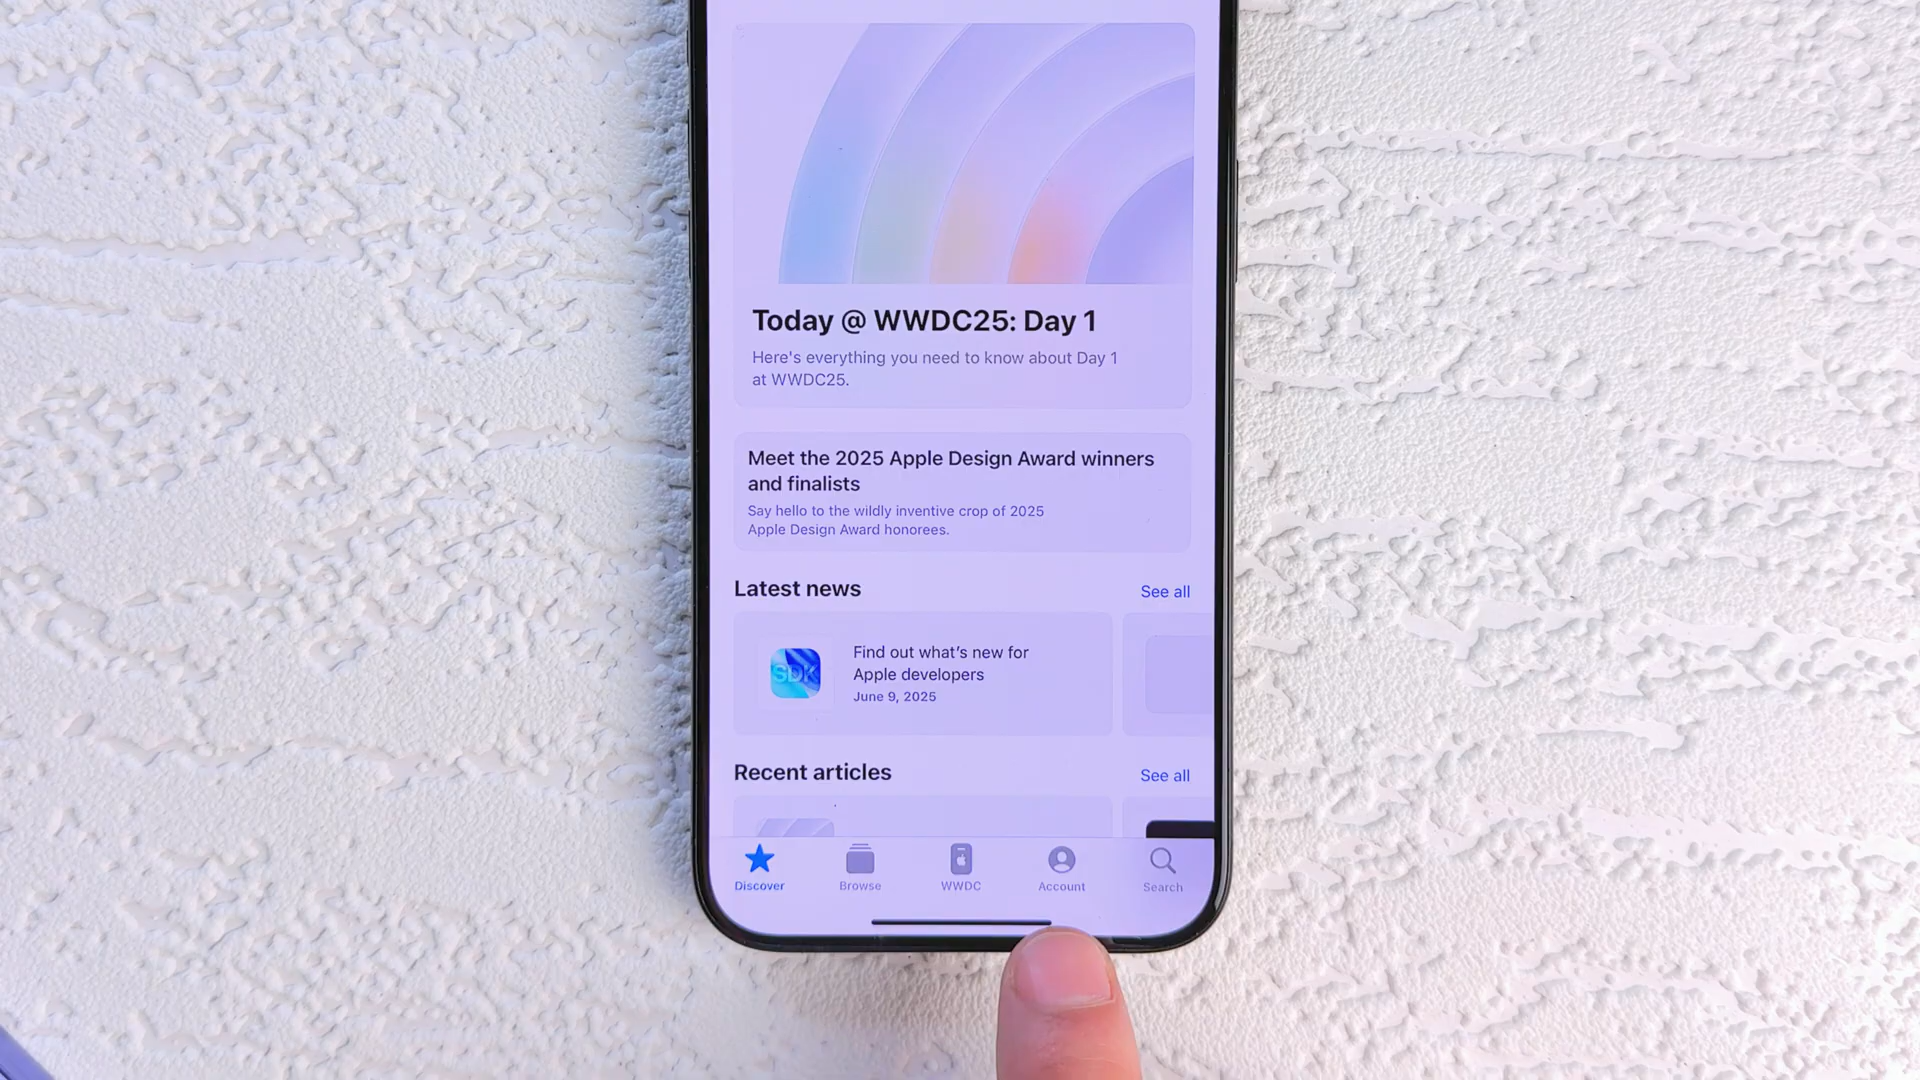 Today @ WWDC25: Day 1
Here's everything you need to know about Day 1
at WWDC25.
Meet the 2025 Apple Design Award winners
and finalists
Say hello to the wildly inventive crop of 2025
Apple Design Award honorees.
Latest news
See all
SDK
Find out what’s new for
Apple developers
June 9, 2025
Recent articles
See all
Discover
Browse
WWDC
Account
Search